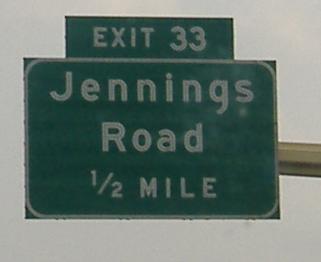 EXIT 33
Jennings
Road
1/2 MILE